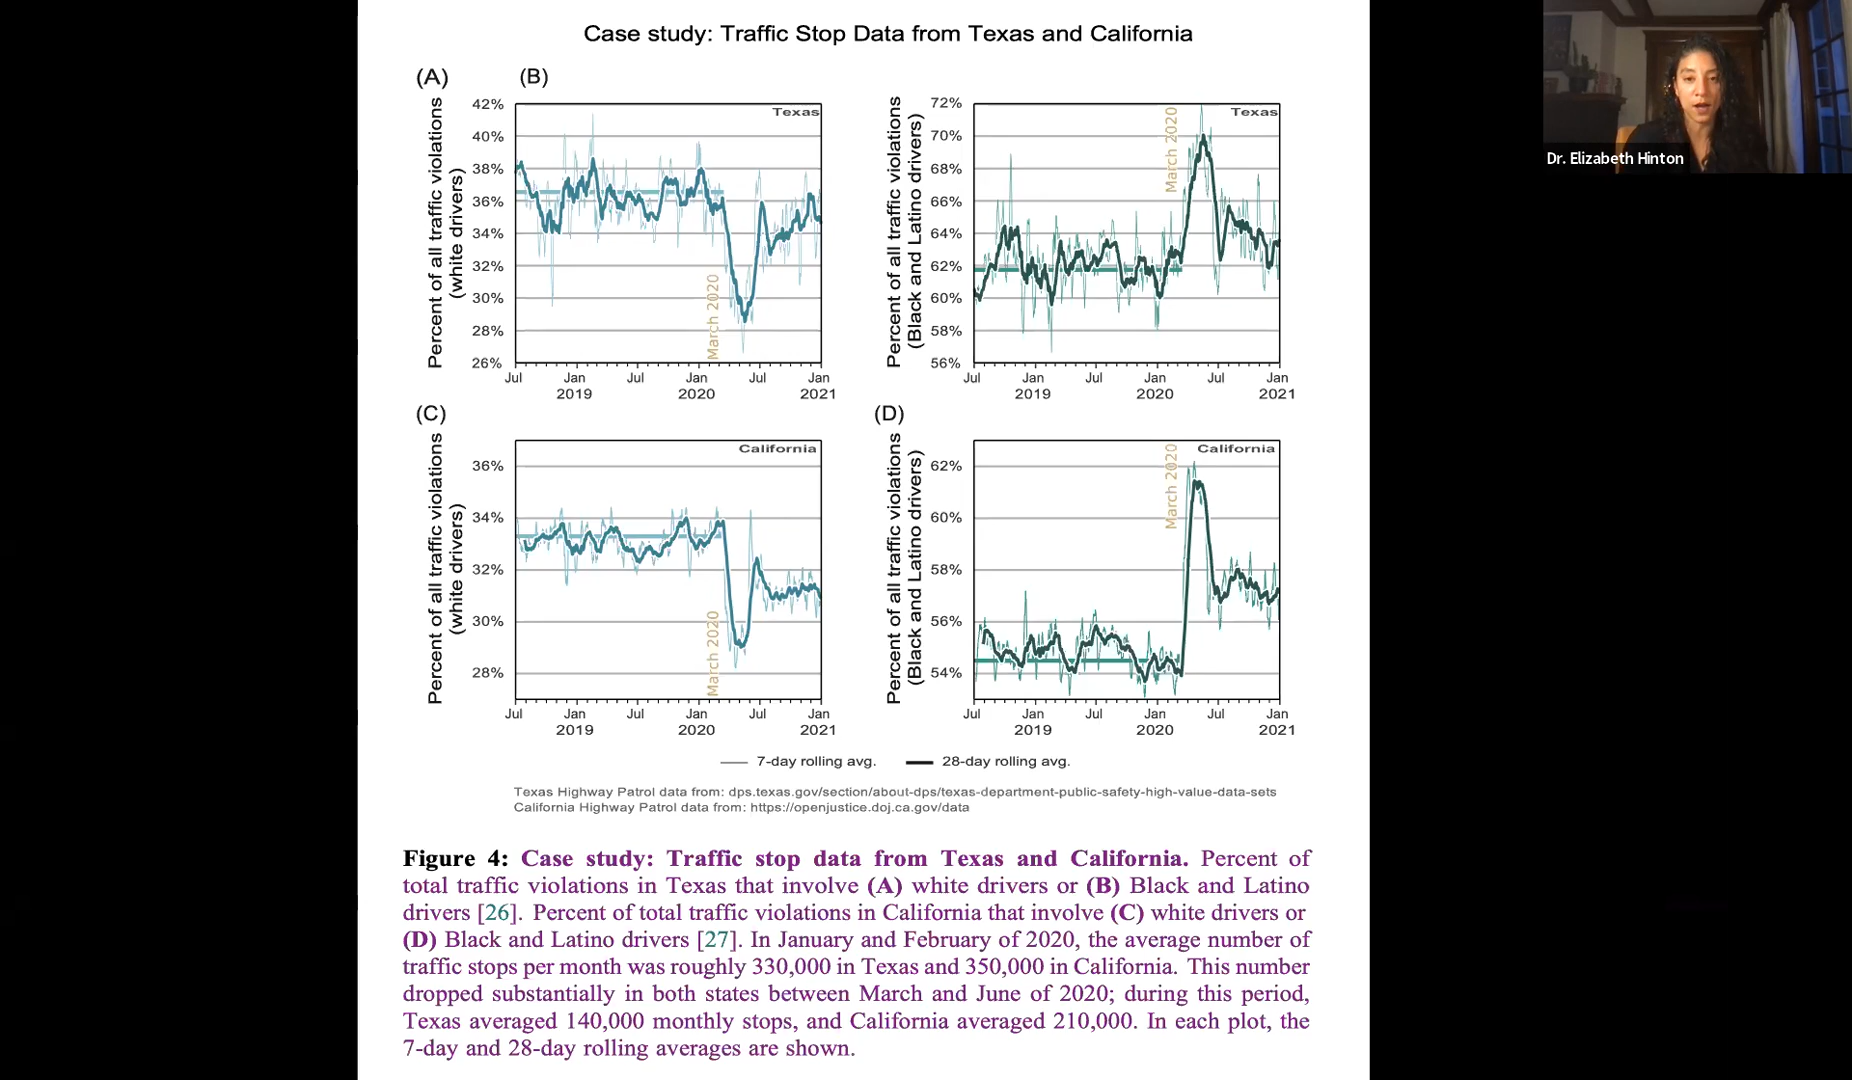 Case study: Traffic Stop Data from Texas and California
(A)
(B)
Percent of all traffic violations
(white drivers)
42%
40%
38%
36%
34%
32%
30%
28%
26%
Texas
March 2020
Jul Jan Jul Jan Jul Jan
2019 2020 2021
Percent of all traffic violations
(Black and Latino drivers)
72%
70%
68%
66%
64%
62%
60%
58%
56%
Texas
March 2020
Jul Jan Jul Jan Jul Jan
2019 2020 2021
(C)
Percent of all traffic violations
(white drivers)
36%
34%
32%
30%
28%
California
March 2020
Jul Jan Jul Jan Jul Jan
2019 2020 2021
(D)
Percent of all traffic violations
(Black and Latino drivers)
62%
60%
58%
56%
54%
California
March 2020
Jul Jan Jul Jan Jul Jan
2019 2020 2021
7-day rolling avg. 28-day rolling avg.
Texas Highway Patrol data from: dps.texas.gov/section/about-dps/texas-department-public-safety-high-value-data-sets
California Highway Patrol data from: https://openjustice.doj.ca.gov/data
Figure 4: Case study: Traffic stop data from Texas and California. Percent of
total traffic violations in Texas that involve (A) white drivers or (B) Black and Latino
drivers [26]. Percent of total traffic violations in California that involve (C) white drivers or
(D) Black and Latino drivers [27]. In January and February of 2020, the average number of
traffic stops per month was roughly 330,000 in Texas and 350,000 in California. This number
dropped substantially in both states between March and June of 2020; during this period,
Texas averaged 140,000 monthly stops, and California averaged 210,000. In each plot, the
7-day and 28-day rolling averages are shown.
Dr. Elizabeth Hinton